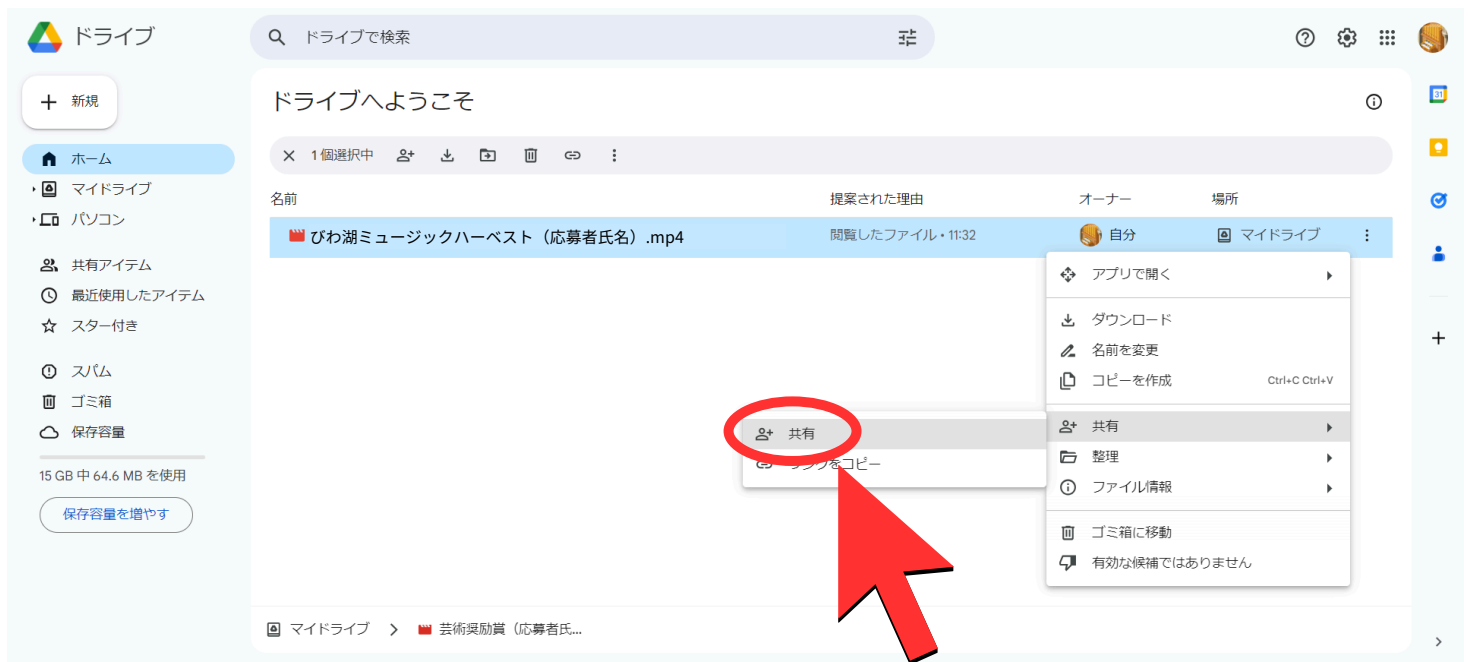 ドライブ
ドライブで検索
新規
ドライブへようこそ
31
ホーム
マイドライブ
パソコン
共有アイテム
最近使用したアイテム
スター付き
スパム
ゴミ箱
保存容量
15 GB 中 64.6 MB を使用
保存容量を増やす
1 個選択中
名前 提案された理由 オーナー 場所
びわ湖ミュージックハーベスト（応募者氏名）.mp4 閲覧したファイル・11:32 自分 マイドライブ
アプリで開く
ダウンロード
名前を変更
コピーを作成 Ctrl+C Ctrl+V
共有
整理
ファイル情報
ゴミ箱に移動
有効な候補ではありません
共有
リンクをコピー
マイドライブ > 芸術奨励賞（応募者氏...